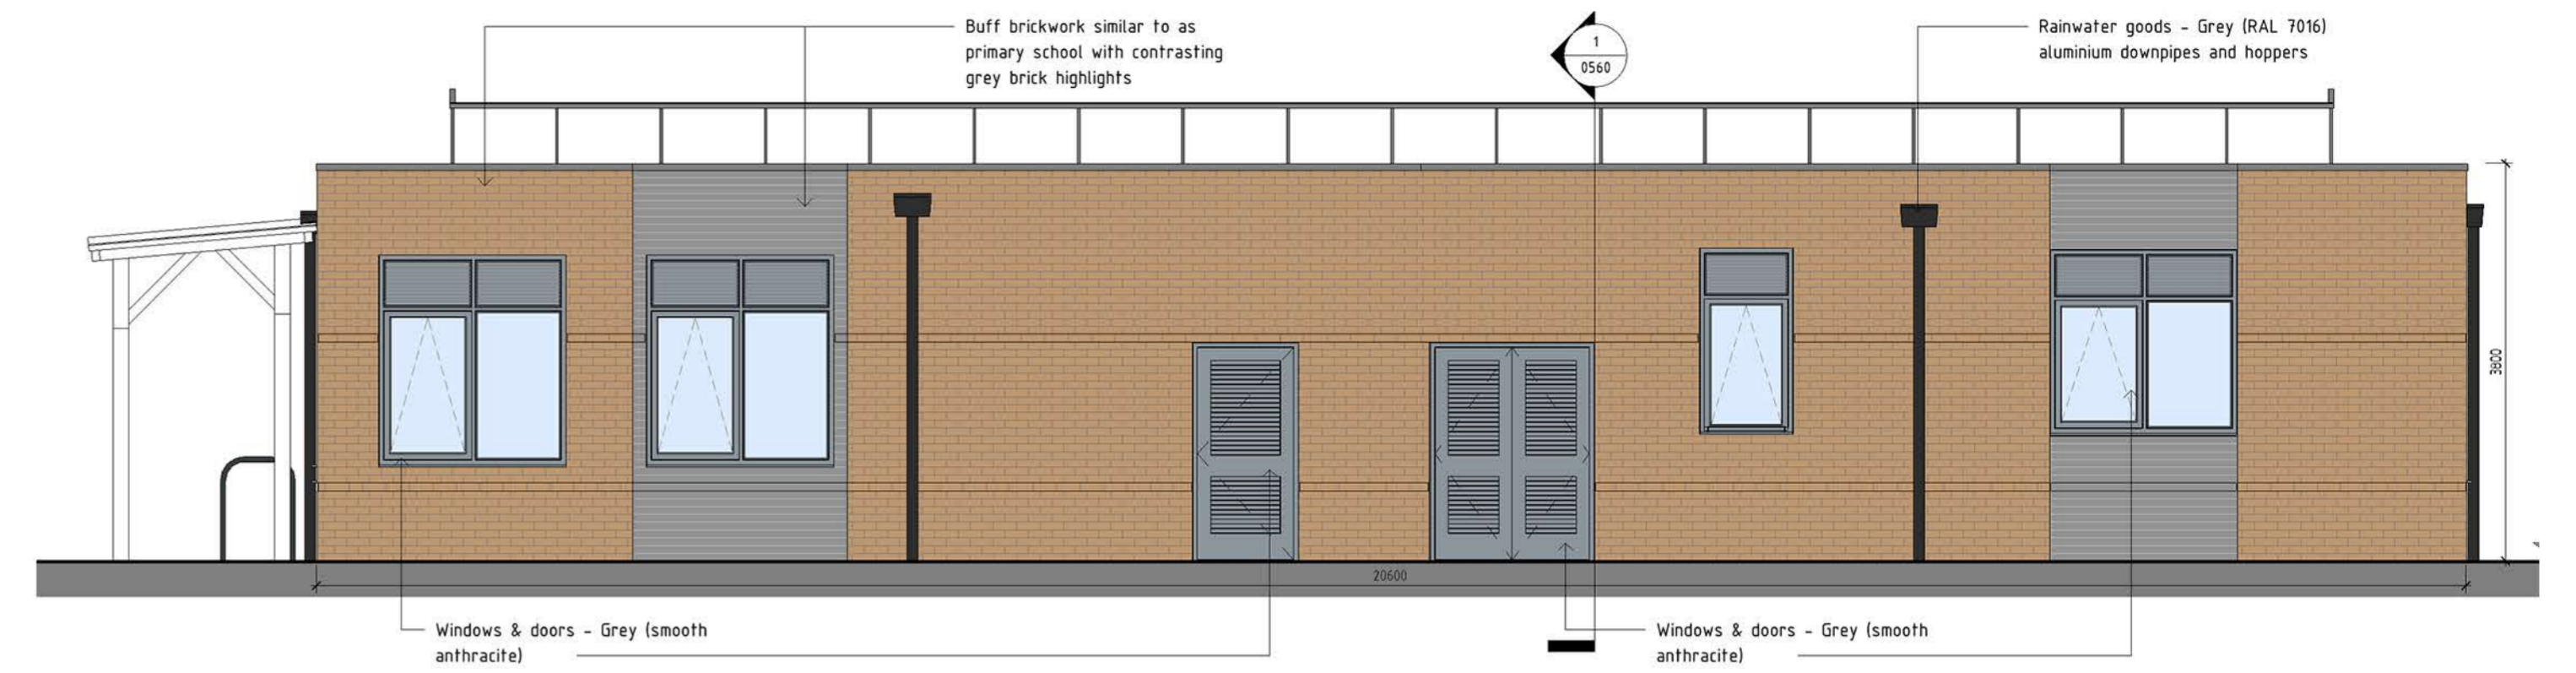 Buff brickwork similar to as
primary school with contrasting
grey brick highlights
1
0560
Rainwater goods - Grey (RAL 7016)
aluminium downpipes and hoppers
3800
20600
Windows & doors - Grey (smooth
anthracite)
Windows & doors - Grey (smooth
anthracite)